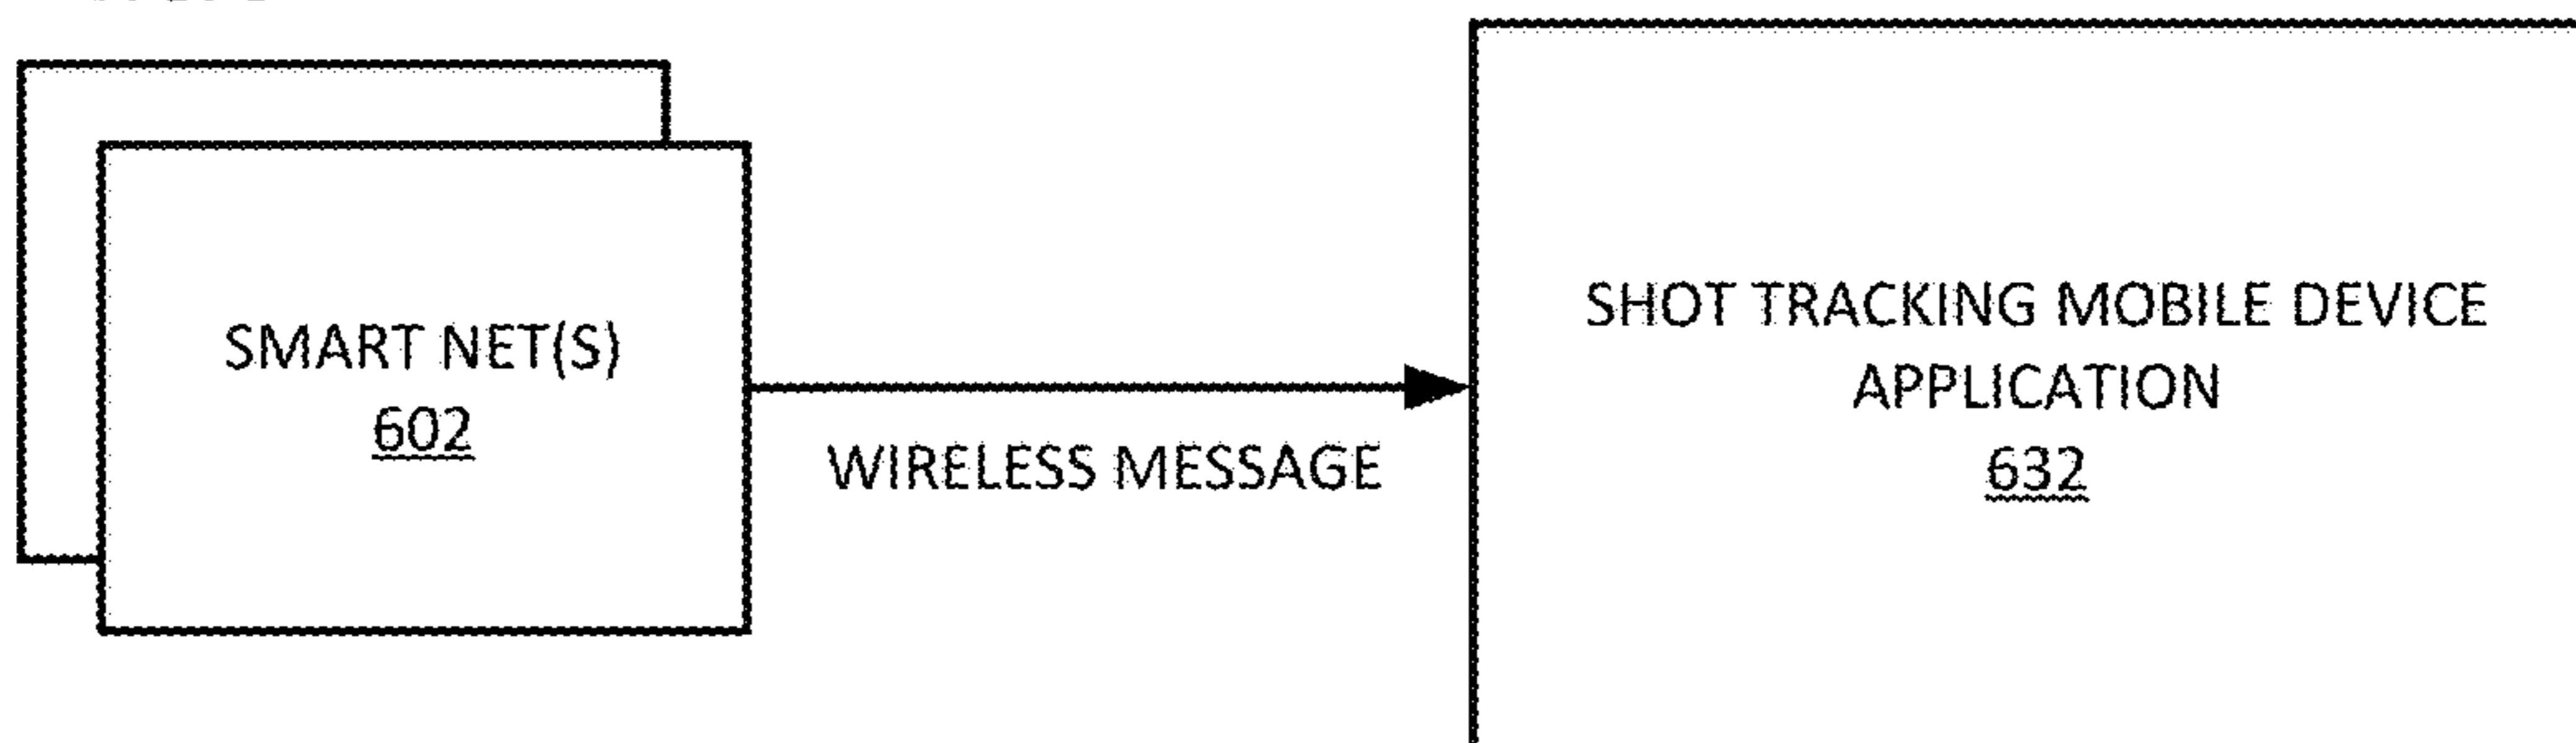 SMART NET(S)
602
WIRELESS MESSAGE
SHOT TRACKING MOBILE DEVICE
APPLICATION
632